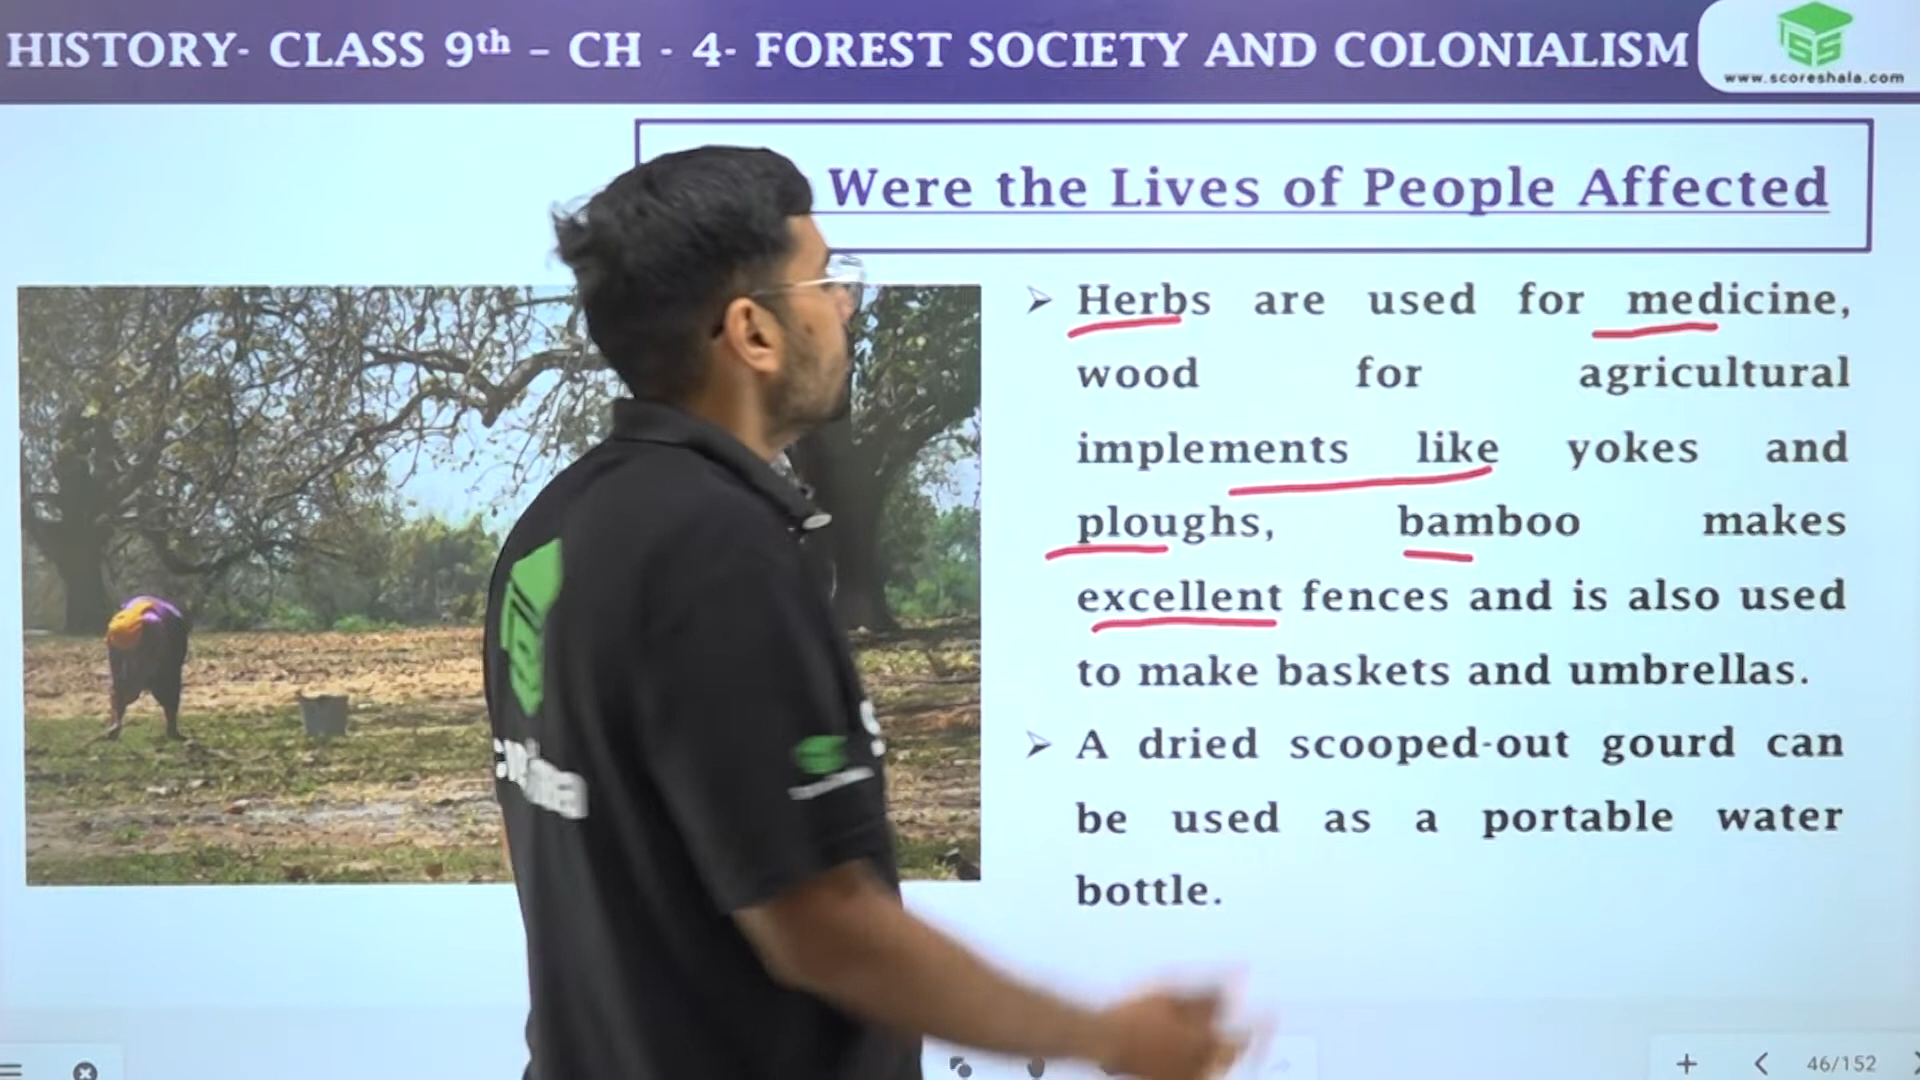 HISTORY- CLASS 9th – CH - 4- FOREST SOCIETY AND COLONIALISM
www.scoreshala.com
Were the Lives of People Affected
➢ Herbs are used for medicine,
wood for agricultural
implements like yokes and
ploughs, bamboo makes
excellent fences and is also used
to make baskets and umbrellas.
➢ A dried scooped-out gourd can
be used as a portable water
bottle.
46/152